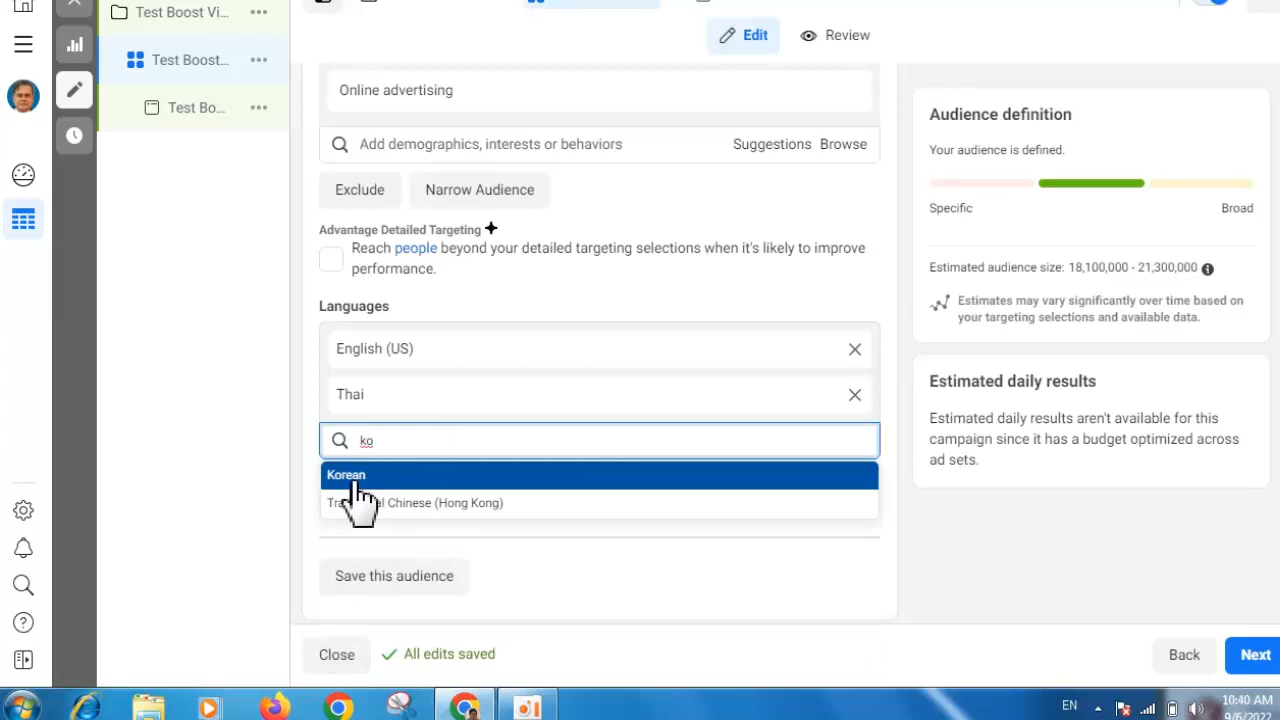 Test Boost Vi...
Test Boost...
Test Bo...
Edit
Review
Online advertising
Add demographics, interests or behaviors
Suggestions
Browse
Exclude
Narrow Audience
Advantage Detailed Targeting
Reach people beyond your detailed targeting selections when it's likely to improve
performance.
Languages
English (US)
Thai
ko
Korean
Chinese (Hong Kong)
Save this audience
Close
All edits saved
Audience definition
Your audience is defined.
Specific
Broad
Estimated audience size: 18,100,000 - 21,300,000
Estimates may vary significantly over time based on
your targeting selections and available data.
Estimated daily results
Estimated daily results aren't available for this
campaign since it has a budget optimized across
ad sets.
Back
Next
EN
10:40 AM
9/6/2022